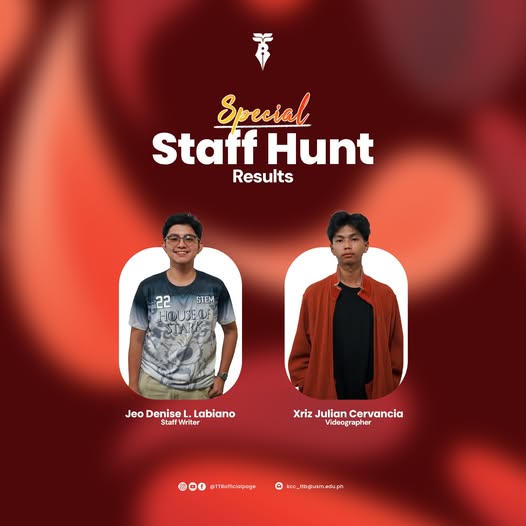 Special
Staff Hunt
Results
22 STEM
HOUSE OF
STARK
Jeo Denise L. Labiano
Staff Writer
Xriz Julian Cervancia
Videographer
@TTBofficialpage
kcc_ttb@usm.edu.ph